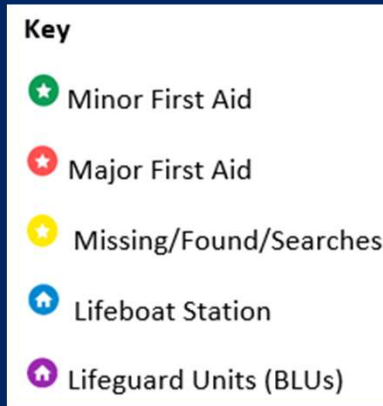 Key
Minor First Aid
Major First Aid
Missing/Found/Searches
Lifeboat Station
Lifeguard Units (BLUs)